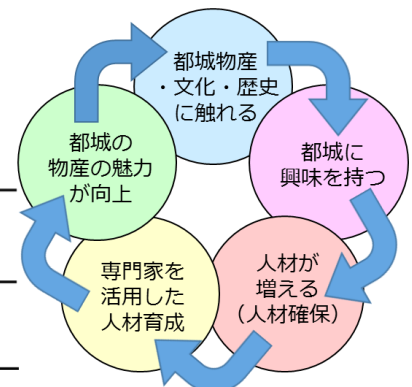 都城物産
・文化・歴史
に触れる
都城に
興味を持つ
人材が
増える
（人材確保）
専門家を
活用した
人材育成
都城の
物産の魅力
が向上